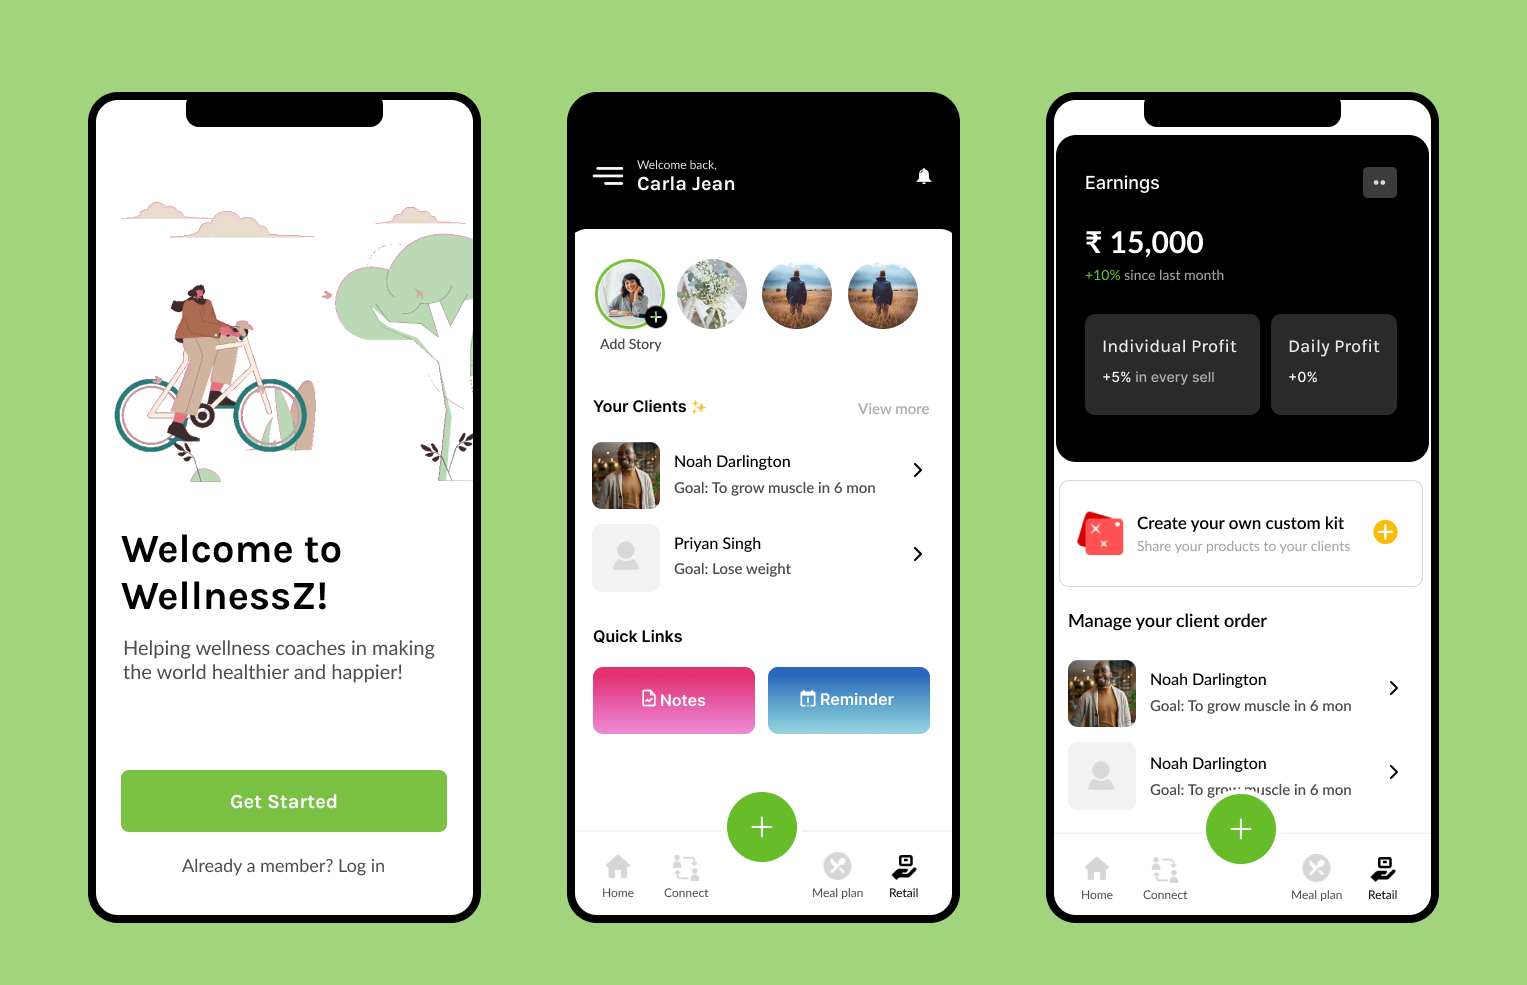 Welcome to
WellnessZ!
Helping wellness coaches in making
the world healthier and happier!
Get Started
Already a member? Log in
Welcome back,
Carla Jean
Add Story
Your Clients ✨
View more
Noah Darlington
Goal: To grow muscle in 6 mon
Priyan Singh
Goal: Lose weight
Quick Links
Notes
Reminder
Home
Connect
Meal plan
Retail
Earnings
₹ 15,000
+10% since last month
Individual Profit
+5% in every sell
Daily Profit
+0%
Create your own custom kit
Share your products to your clients
Manage your client order
Noah Darlington
Goal: To grow muscle in 6 mon
Noah Darlington
Goal: To grow muscle in 6 mon
Home
Connect
Meal plan
Retail